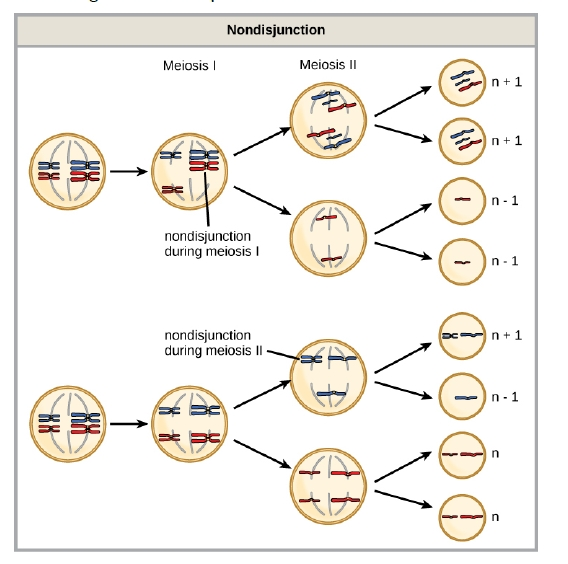 Nondisjunction
Meiosis I
Meiosis II
n + 1
n + 1
n - 1
n - 1
nondisjunction
during meiosis I
nondisjunction
during meiosis II
n + 1
n - 1
n
n